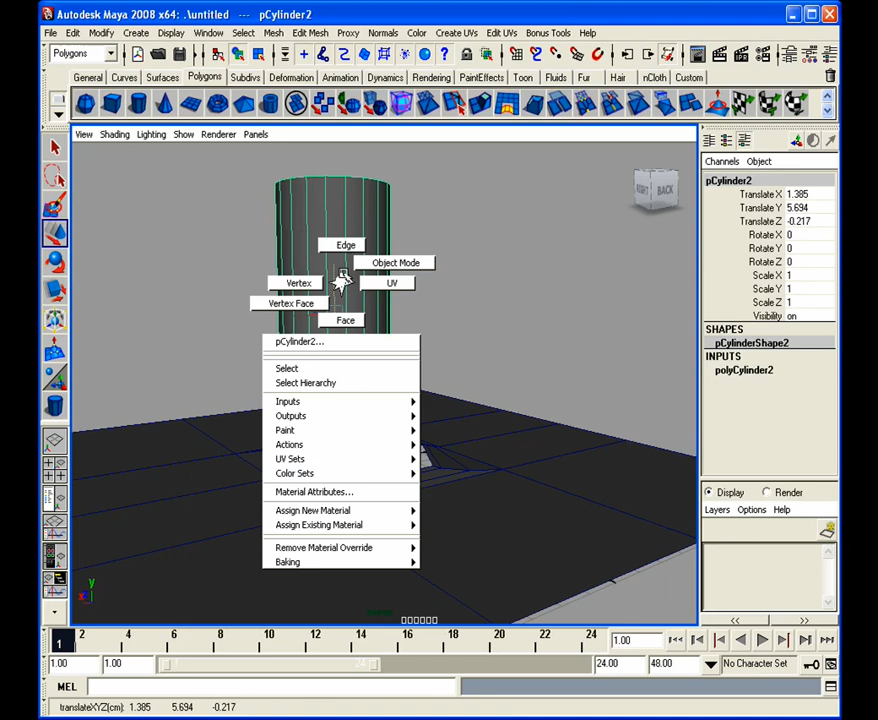 Autodesk Maya 2008 x64: .\untitled --- pCylinder2
File Edit Modify Create Display Window Select Mesh Edit Mesh Proxy Normals Color Create UVs Edit UVs Bonus Tools Help
Polygons
General Curves Surfaces Polygons Subdivs Deformation Animation Dynamics Rendering PaintEffects Toon Fluids Fur Hair nCloth Custom
View Shading Lighting Show Renderer Panels
Channels Object
pCylinder2
Translate X 1.385
Translate Y 5.694
Translate Z -0.217
Rotate X 0
Rotate Y 0
Rotate Z 0
Scale X 1
Scale Y 1
Scale Z 1
Visibility on
SHAPES
pCylinderShape2
INPUTS
polyCylinder2
RIGHT BACK
Edge
Object Mode
Vertex
UV
Vertex Face
Face
pCylinder2...
Select
Select Hierarchy
Inputs
Outputs
Paint
Actions
UV Sets
Color Sets
Material Attributes...
Assign New Material
Assign Existing Material
Remove Material Override
Baking
Display Render
Layers Options Help
y
x
1 2 4 6 8 10 12 14 16 18 20 22 24
1.00
1.00 1.00 24 24.00 48.00 No Character Set
MEL
translateXYZ(cm): 1.385 5.694 -0.217